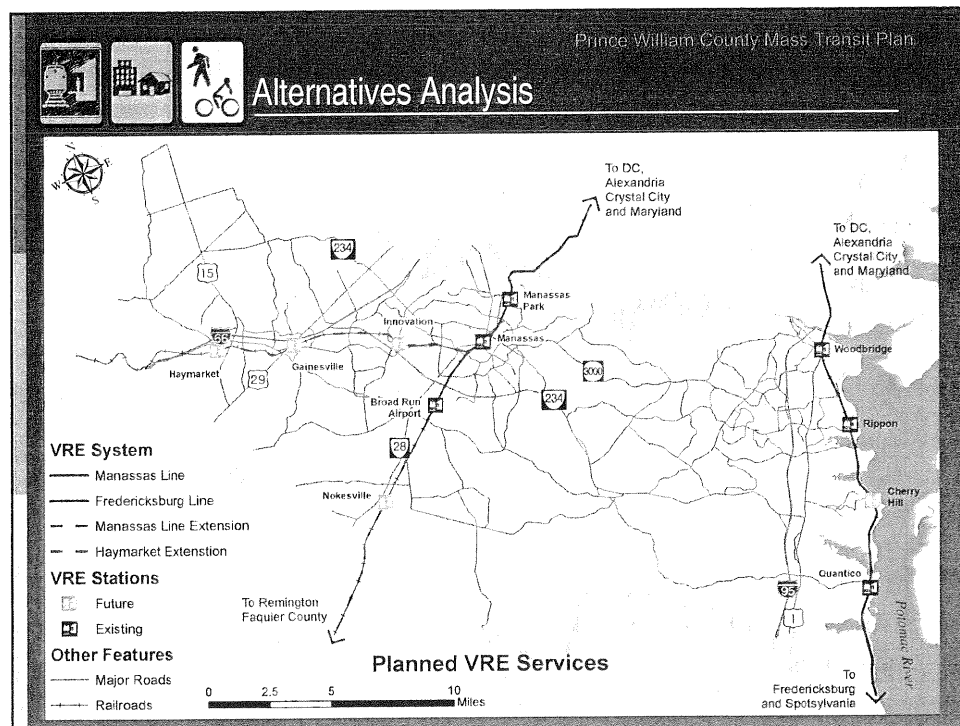 Prince William County Mass Transit Plan
Alternatives Analysis
N
E
W
S
To DC,
Alexandria
Crystal City
and Maryland
To DC,
Alexandria
Crystal City
and Maryland
234
15
Manassas
Park
Innovation
66
Manassas
Woodbridge
Haymarket
Gainesville
29
3000
Broad Run
Airport
234
Rippon
28
VRE System
Manassas Line
Nokesville
Cherry
Hill
Fredericksburg Line
Manassas Line Extension
Haymarket Extenstion
VRE Stations
Quantico
Future
To Remington
Faquier County
95
Existing
1
Potomac River
Other Features
Planned VRE Services
Major Roads
To
Fredericksburg
and Spotsylvania
0 2.5 5 10
Miles
Railroads